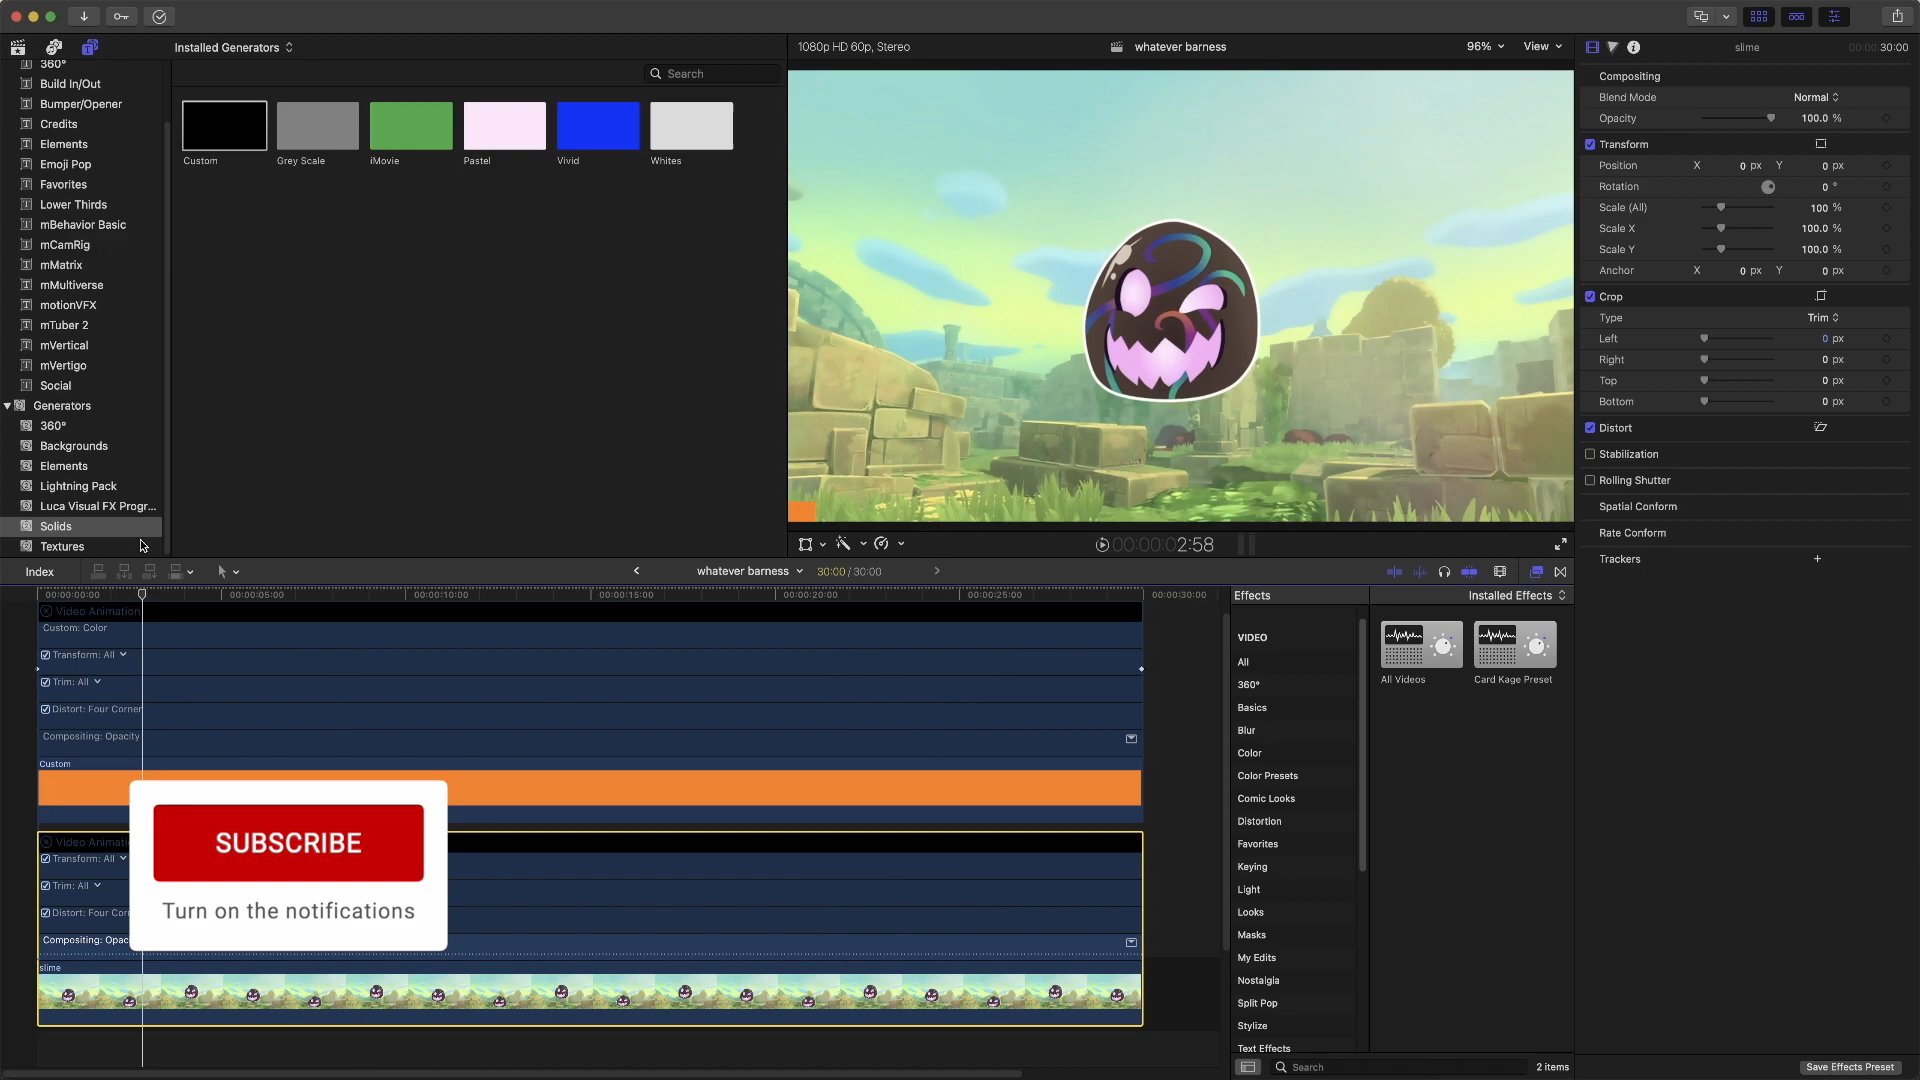 Installed Generators
1080p HD 60p, Stereo
whatever barness
96%
View
slime
00:00:30:00
360°
Build In/Out
Bumper/Opener
Credits
Elements
Emoji Pop
Favorites
Lower Thirds
mBehavior Basic
mCamRig
mMatrix
mMultiverse
motionVFX
mTuber 2
mVertical
mVertigo
Social
Generators
360°
Backgrounds
Elements
Lightning Pack
Luca Visual FX Progr...
Solids
Textures
Search
Custom
Grey Scale
iMovie
Pastel
Vivid
Whites
00:00:02:58
Compositing
Blend Mode
Normal
Opacity
100.0 %
Transform
Position
X
0 px
Y
0 px
Rotation
0 °
Scale (All)
100 %
Scale X
100.0 %
Scale Y
100.0 %
Anchor
X
0 px
Y
0 px
Crop
Type
Trim
Left
0 px
Right
0 px
Top
0 px
Bottom
0 px
Distort
Stabilization
Rolling Shutter
Spatial Conform
Rate Conform
Trackers
+
Index
whatever barness
30:00 / 30:00
00:00:00:00
00:00:05:00
00:00:10:00
00:00:15:00
00:00:20:00
00:00:25:00
00:00:30:00
Video Animation
Custom: Color
Transform: All
Trim: All
Distort: Four Corner
Compositing: Opacity
Custom
Video Animati
Transform: All
Trim: All
Distort: Four Corn
Compositing: Opac
slime
SUBSCRIBE
Turn on the notifications
Effects
Installed Effects
VIDEO
All
360°
Basics
Blur
Color
Color Presets
Comic Looks
Distortion
Favorites
Keying
Light
Looks
Masks
My Edits
Nostalgia
Split Pop
Stylize
Text Effects
All Videos
Card Kage Preset
Search
2 items
Save Effects Preset